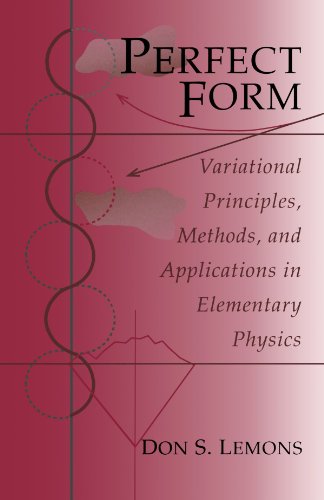 PERFECT
FORM
Variational
Principles,
Methods, and
Applications in
Elementary
Physics
DON S. LEMONS